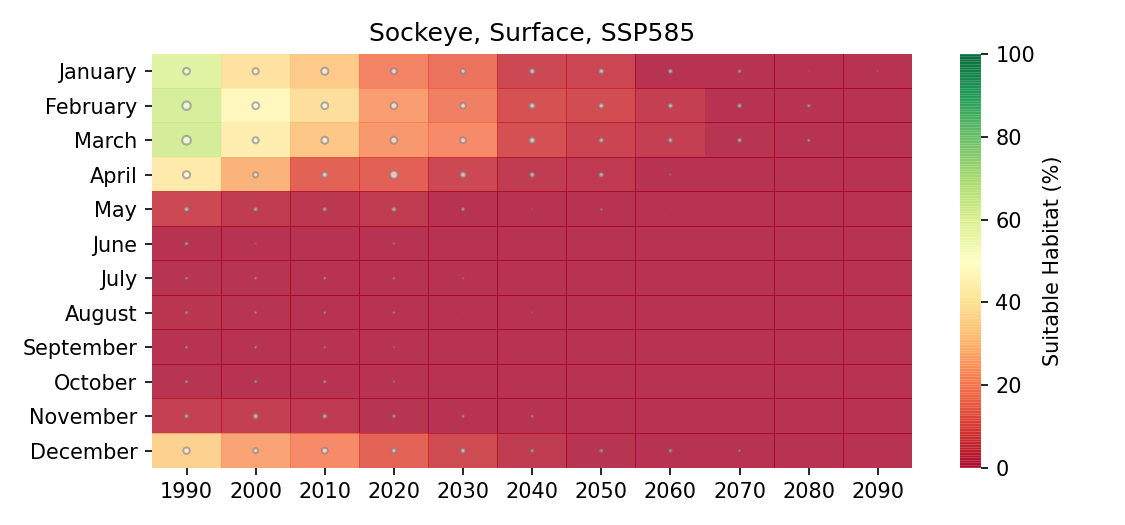 Sockeye, Surface, SSP585
January
February
March
April
May
June
July
August
September
October
November
December
1990 2000 2010 2020 2030 2040 2050 2060 2070 2080 2090
100
80
60
40
20
0
Suitable Habitat (%)